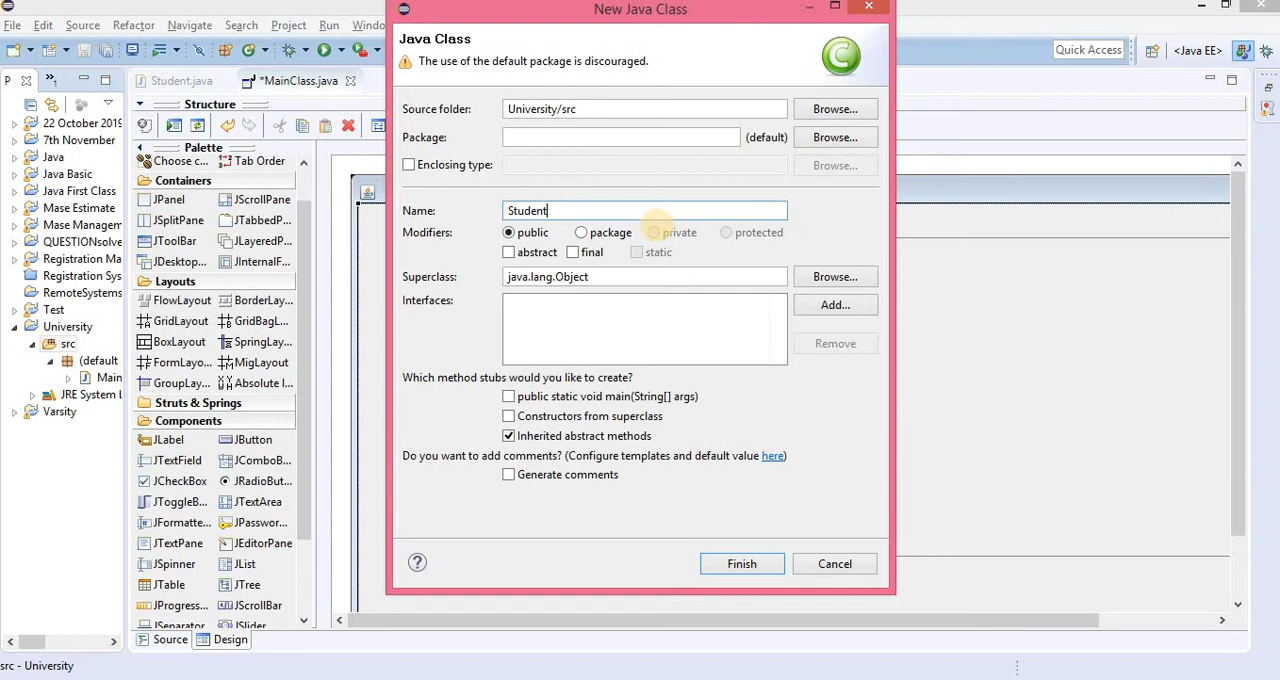 New Java Class
File Edit Source Refactor Navigate Search Project Run Windo
Java Class
The use of the default package is discouraged.
Quick Access
<Java EE>
P
Student.java
*MainClass.java
Structure
Source folder:
University/src
Browse...
Package:
(default)
Browse...
Enclosing type:
Browse...
Name:
Student
Modifiers:
public
package
private
protected
abstract
final
static
Superclass:
java.lang.Object
Browse...
Interfaces:
Add...
Remove
Which method stubs would you like to create?
public static void main(String[] args)
Constructors from superclass
Inherited abstract methods
Do you want to add comments? (Configure templates and default value here)
Generate comments
?
Finish
Cancel
22 October 2019
7th November
Java
Java Basic
Java First Class
Mase Estimate
Mase Managem
QUESTIONsolve
Registration Ma
Registration Sys
RemoteSystems
Test
University
src
(default
Main
JRE System L
Varsity
Palette
Choose c... Tab Order
Containers
JPanel JScrollPane
JSplitPane JTabbedP...
JToolBar JLayeredP...
JDesktop... JInternalF...
Layouts
FlowLayout BorderLay...
GridLayout GridBagL...
BoxLayout SpringLay...
FormLayo... MigLayout
GroupLay... Absolute l...
Struts & Springs
Components
JLabel JButton
JTextField JComboB...
JCheckBox JRadioBut...
JToggleB... JTextArea
JFormatte... JPasswor...
JTextPane JEditorPane
JSpinner JList
JTable JTree
JProgress... JScrollBar
JSeparator JSlider
Source Design
src - University